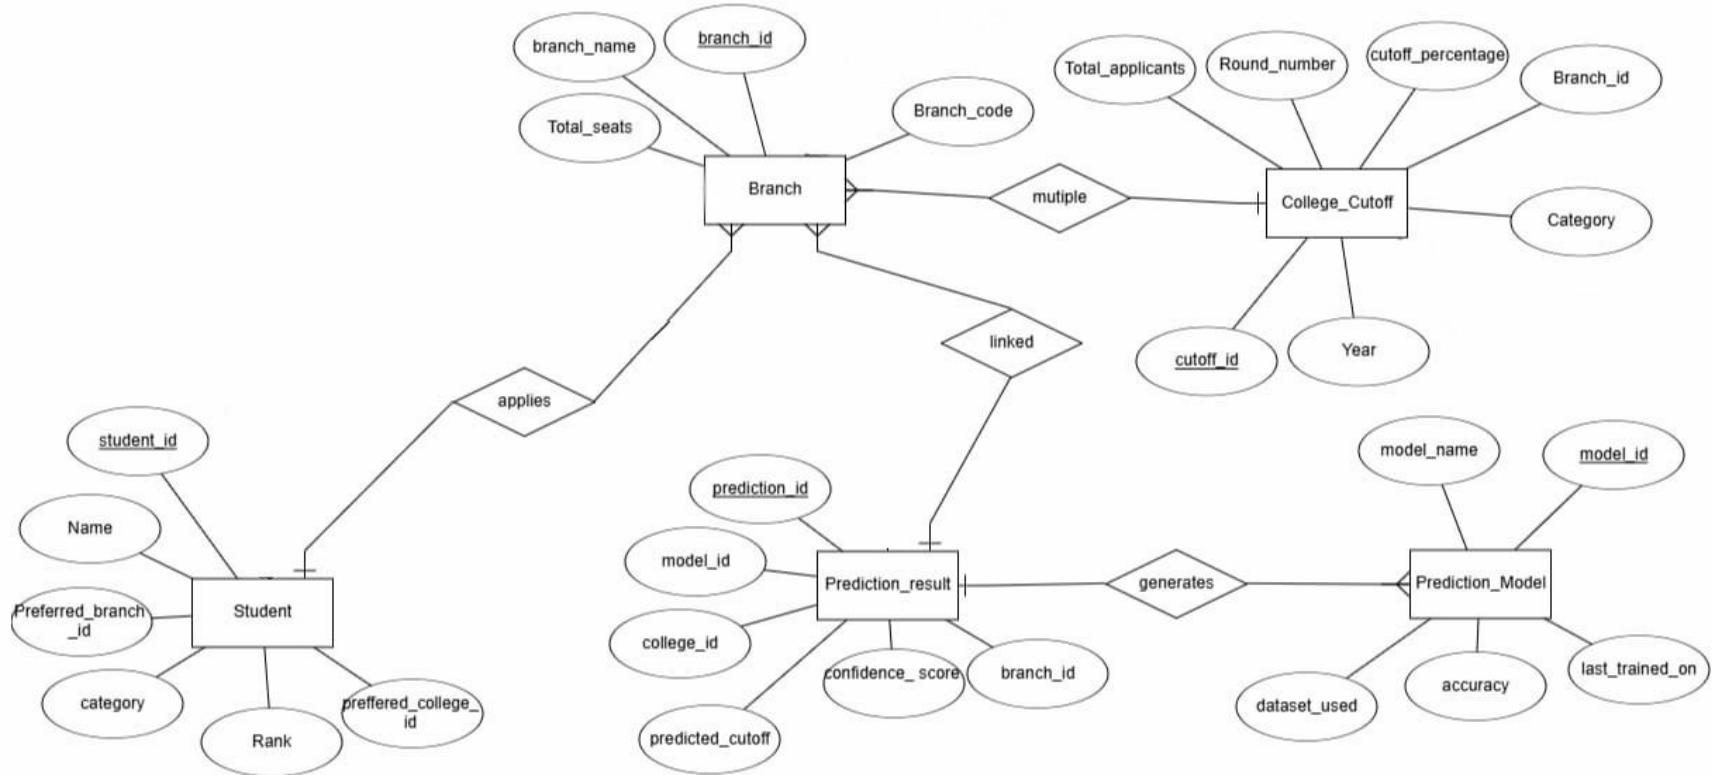 branch_name
branch_id
Total_seats
Branch_code
Branch
mutiple
Total_applicants
Round_number
cutoff_percentage
Branch_id
College_Cutoff
Category
cutoff_id
Year
linked
applies
student_id
Name
Preferred_branch
_id
category
Rank
preffered_college_
id
Student
prediction_id
model_id
college_id
predicted_cutoff
confidence_ score
branch_id
Prediction_result
generates
model_name
model_id
Prediction_Model
dataset_used
accuracy
last_trained_on